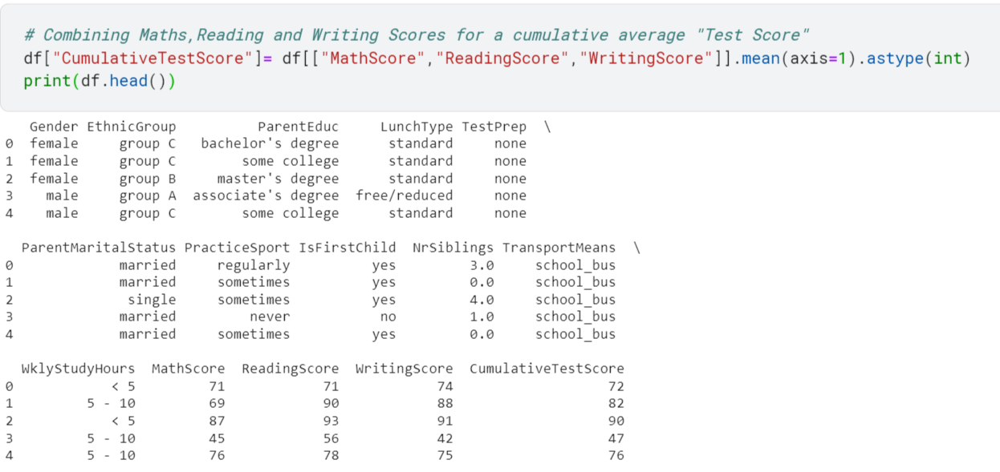 # Combining Maths,Reading and Writing Scores for a cumulative average "Test Score"
df["CumulativeTestScore"]= df[["MathScore","ReadingScore","WritingScore"]].mean(axis=1).astype(int)
print(df.head())
Gender EthnicGroup ParentEduc LunchType TestPrep \
0 female group C bachelor's degree standard none
1 female group C some college standard none
2 female group B master's degree standard none
3 male group A associate's degree free/reduced none
4 male group C some college standard none
ParentMaritalStatus PracticeSport IsFirstChild NrSiblings TransportMeans \
0 married regularly yes 3.0 school_bus
1 married sometimes yes 0.0 school_bus
2 single sometimes yes 4.0 school_bus
3 married never no 1.0 school_bus
4 married sometimes yes 0.0 school_bus
WklyStudyHours MathScore ReadingScore WritingScore CumulativeTestScore
0 < 5 71 71 74 72
1 5 - 10 69 90 88 82
2 < 5 87 93 91 90
3 5 - 10 45 56 42 47
4 5 - 10 76 78 75 76